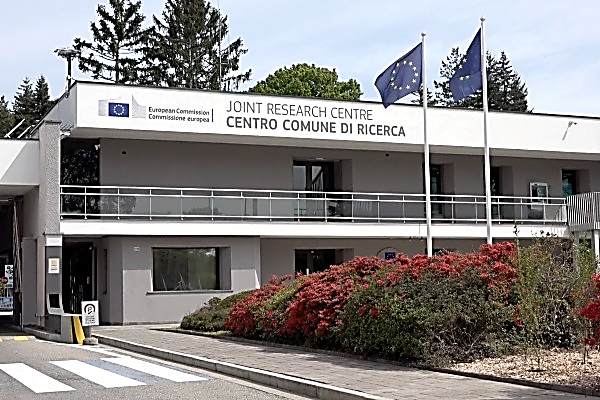 European Commission
Commissione europea
JOINT RESEARCH CENTRE
CENTRO COMUNE DI RICERCA